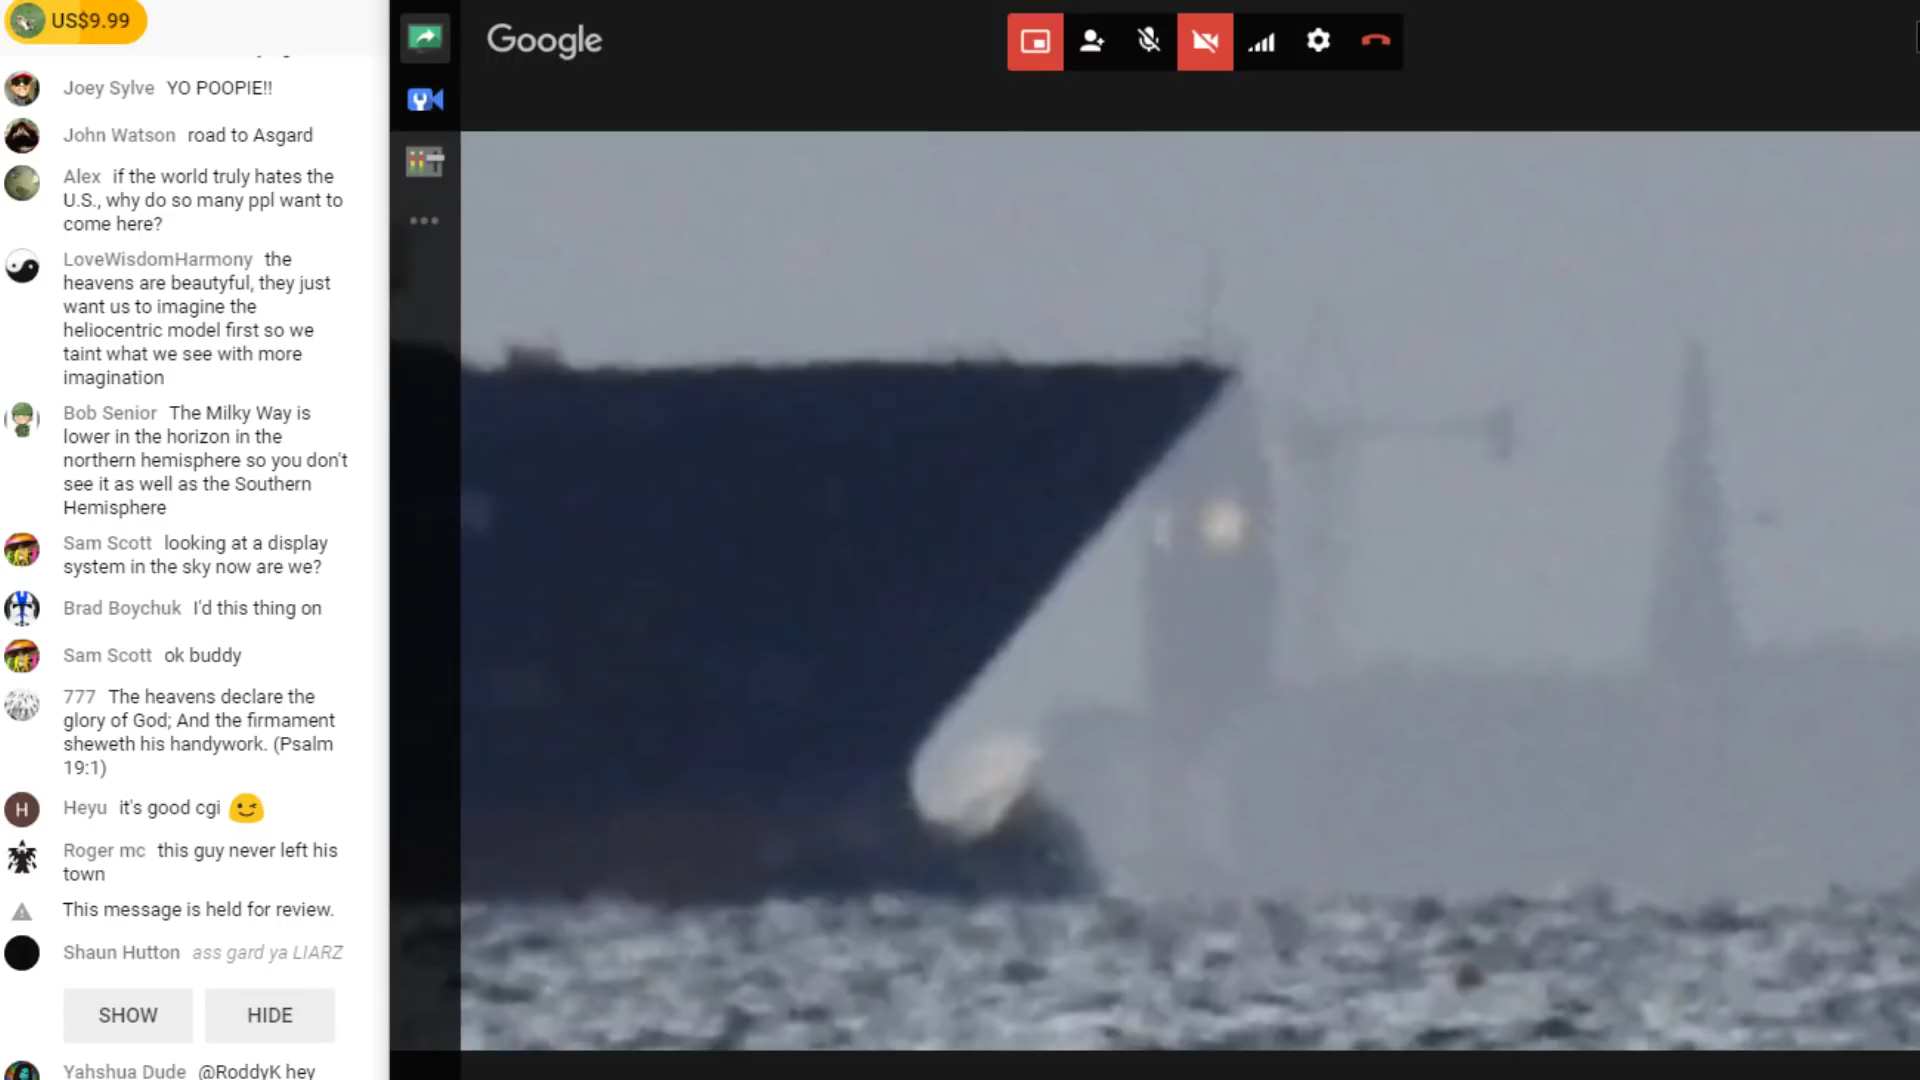 US$9.99
Joey Sylve YO POOPIE!!
John Watson road to Asgard
Alex if the world truly hates the
U.S., why do so many ppl want to
come here?
LoveWisdomHarmony the
heavens are beautyful, they just
want us to imagine the
heliocentric model first so we
taint what we see with more
imagination
Bob Senior The Milky Way is
lower in the horizon in the
northern hemisphere so you don't
see it as well as the Southern
Hemisphere
Sam Scott looking at a display
system in the sky now are we?
Brad Boychuk I'd this thing on
Sam Scott ok buddy
777 The heavens declare the
glory of God; And the firmament
sheweth his handywork. (Psalm
19:1)
H
Heyu it's good cgi 😉
Roger mc this guy never left his
town
This message is held for review.
Shaun Hutton ass gard ya LIARZ
SHOW HIDE
Yahshua Dude @RoddyK hey
Google